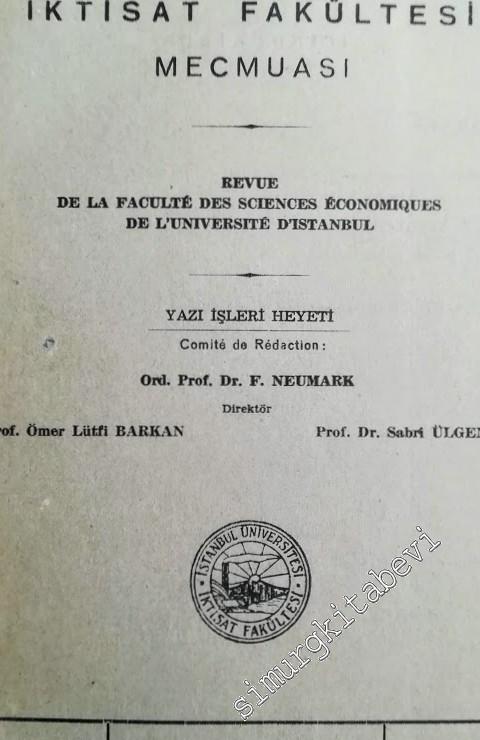 İKTİSAT FAKÜLTESİ
MECMUASI
REVUE
DE LA FACULTÉ DES SCIENCES ÉCONOMIQUES
DE L'UNIVERSITÉ D'ISTANBUL
YAZI İŞLERİ HEYETİ
Comité de Rédaction:
Ord. Prof. Dr. F. NEUMARK
Direktör
rof. Ömer Lûtfi BARKAN Prof. Dr. Sabri ÜLGEN
İSTANBUL ÜNİVERSİTESİ
İKTİSAT FAKÜLTESİ
simurgkitabevi